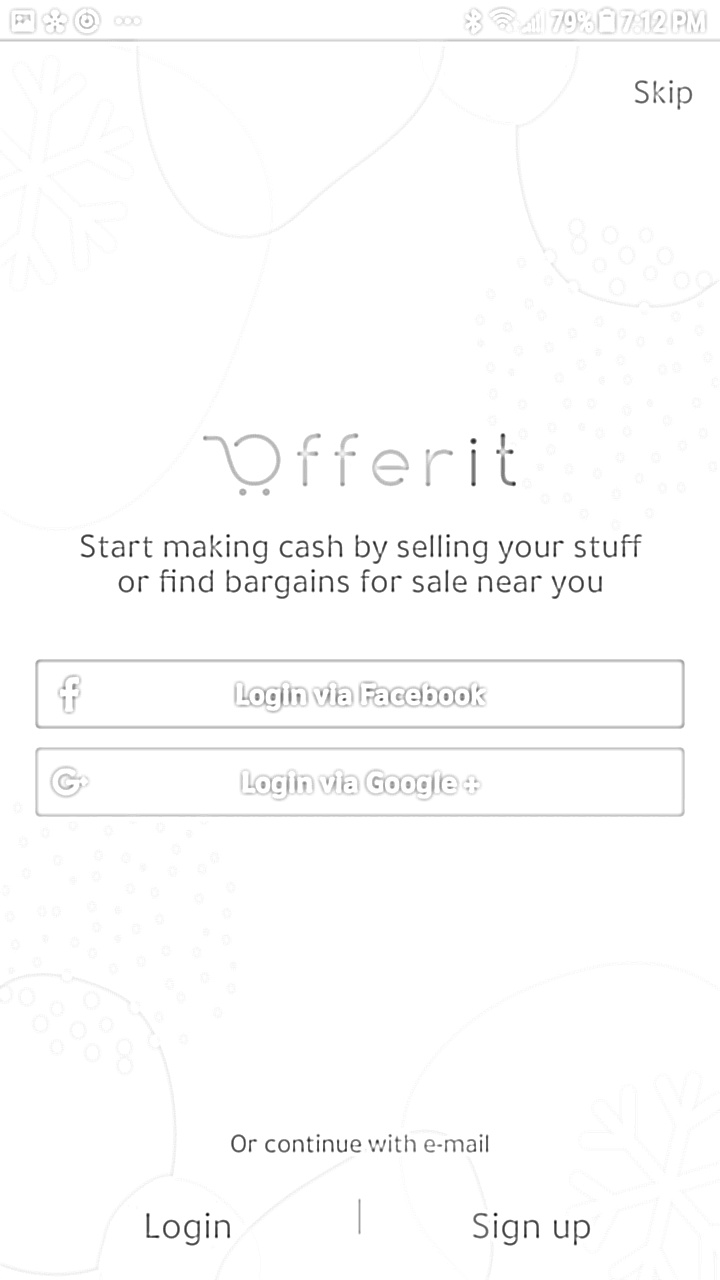 79% 7:12 PM
Skip
Offerit
Start making cash by selling your stuff
or find bargains for sale near you
f Login via Facebook
G+ Login via Google +
Or continue with e-mail
Login | Sign up